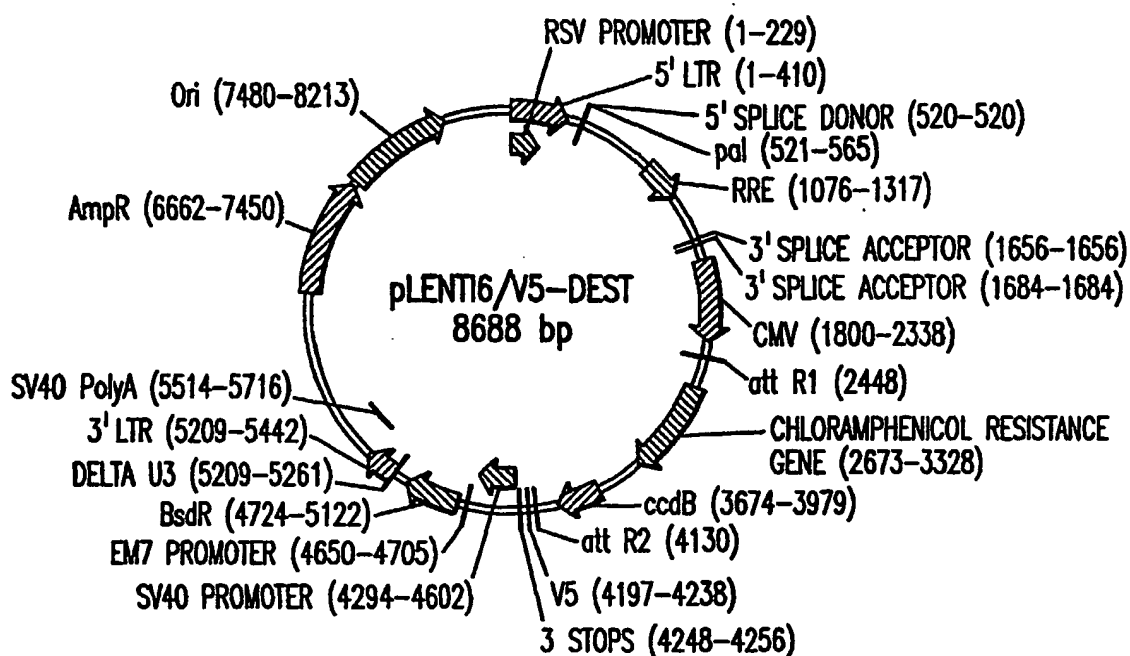 RSV PROMOTER (1-229)
5' LTR (1-410)
Ori (7480-8213)
5' SPLICE DONOR (520-520)
pal (521-565)
RRE (1076-1317)
AmpR (6662-7450)
3' SPLICE ACCEPTOR (1656-1656)
3' SPLICE ACCEPTOR (1684-1684)
pLENTI6/V5-DEST
8688 bp
CMV (1800-2338)
att R1 (2448)
SV40 PolyA (5514-5716)
3' LTR (5209-5442)
CHLORAMPHENICOL RESISTANCE
GENE (2673-3328)
DELTA U3 (5209-5261)
BsdR (4724-5122)
ccdB (3674-3979)
EM7 PROMOTER (4650-4705)
att R2 (4130)
SV40 PROMOTER (4294-4602)
V5 (4197-4238)
3 STOPS (4248-4256)